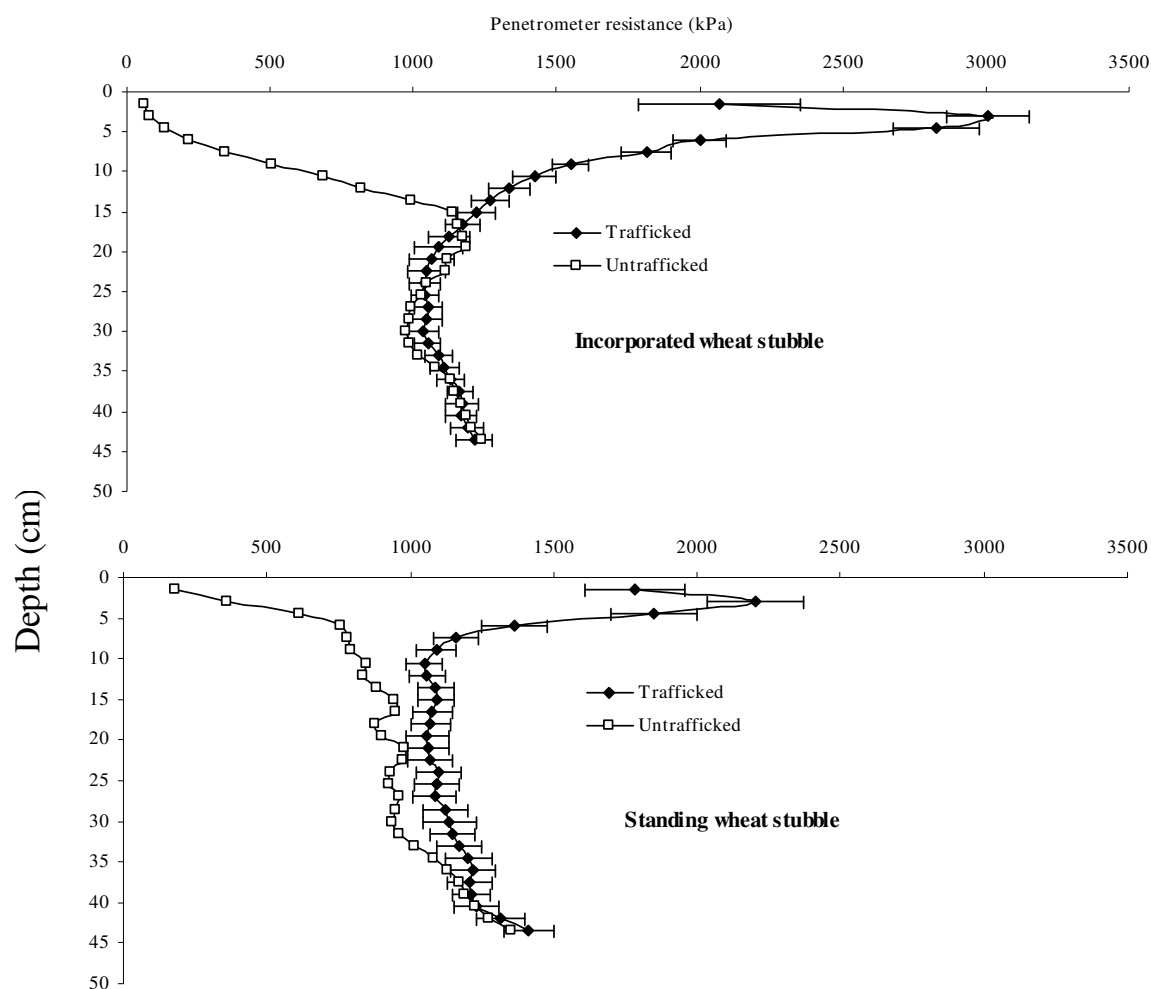 Penetrometer resistance (kPa)
0 500 1000 1500 2000 2500 3000 3500
0
5
10
15
20
25
30
35
40
45
50
Trafficked
Untrafficked
Incorporated wheat stubble
Depth (cm)
0 500 1000 1500 2000 2500 3000 3500
0
5
10
15
20
25
30
35
40
45
50
Trafficked
Untrafficked
Standing wheat stubble